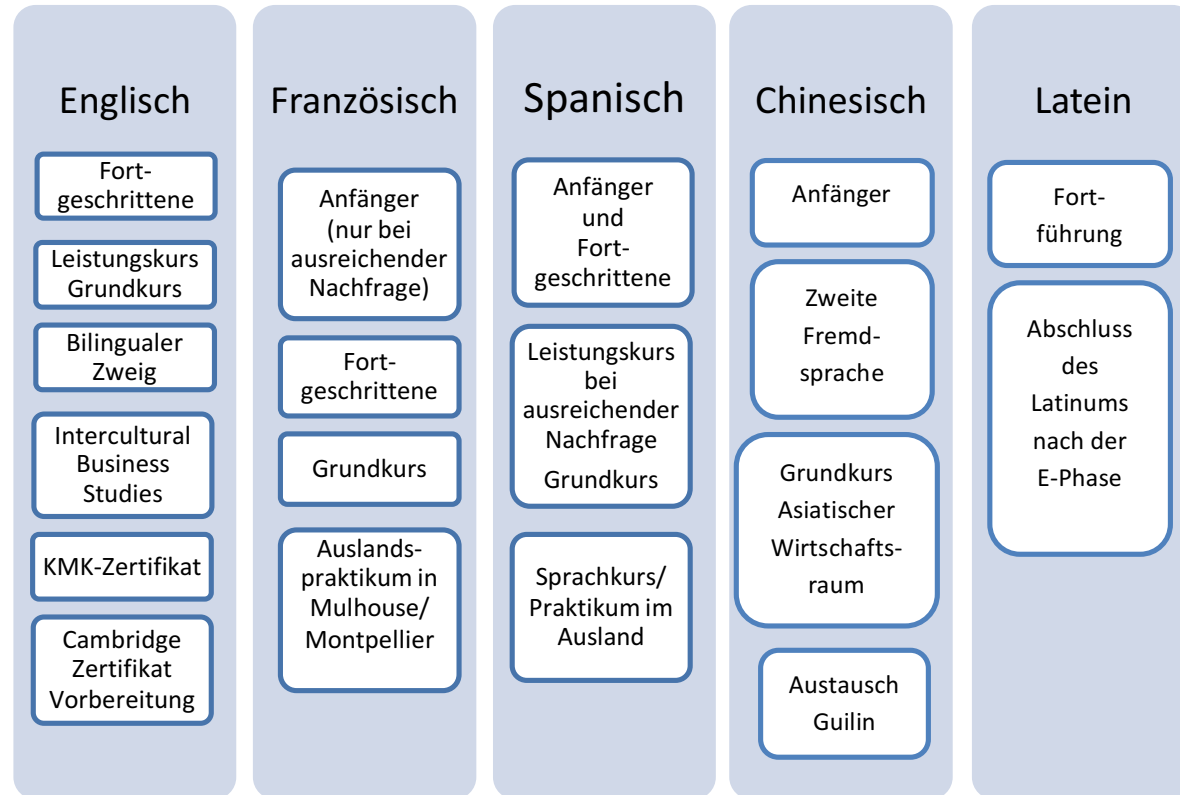 Englisch
Fort-
geschrittene
Leistungskurs
Grundkurs
Bilingualer
Zweig
Intercultural
Business
Studies
KMK-Zertifikat
Cambridge
Zertifikat
Vorbereitung
Französisch
Anfänger
(nur bei
ausreichender
Nachfrage)
Fort-
geschrittene
Grundkurs
Auslands-
praktikum in
Mulhouse/
Montpellier
Spanisch
Anfänger
und
Fort-
geschrittene
Leistungskurs
bei
ausreichender
Nachfrage
Grundkurs
Sprachkurs/
Praktikum im
Ausland
Chinesisch
Anfänger
Zweite
Fremd-
sprache
Grundkurs
Asiatischer
Wirtschafts-
raum
Austausch
Guilin
Latein
Fort-
führung
Abschluss
des
Latinums
nach der
E-Phase